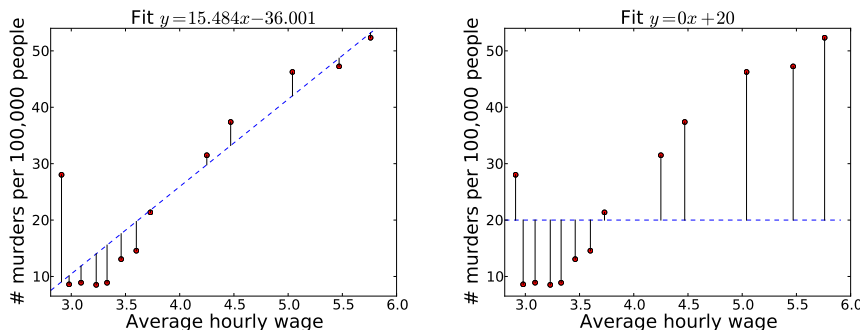 Fit y=15.484x−36.001
# murders per 100,000 people
50
40
30
20
10
3.0 3.5 4.0 4.5 5.0 5.5 6.0
Average hourly wage
Fit y=0x+20
# murders per 100,000 people
50
40
30
20
10
3.0 3.5 4.0 4.5 5.0 5.5 6.0
Average hourly wage